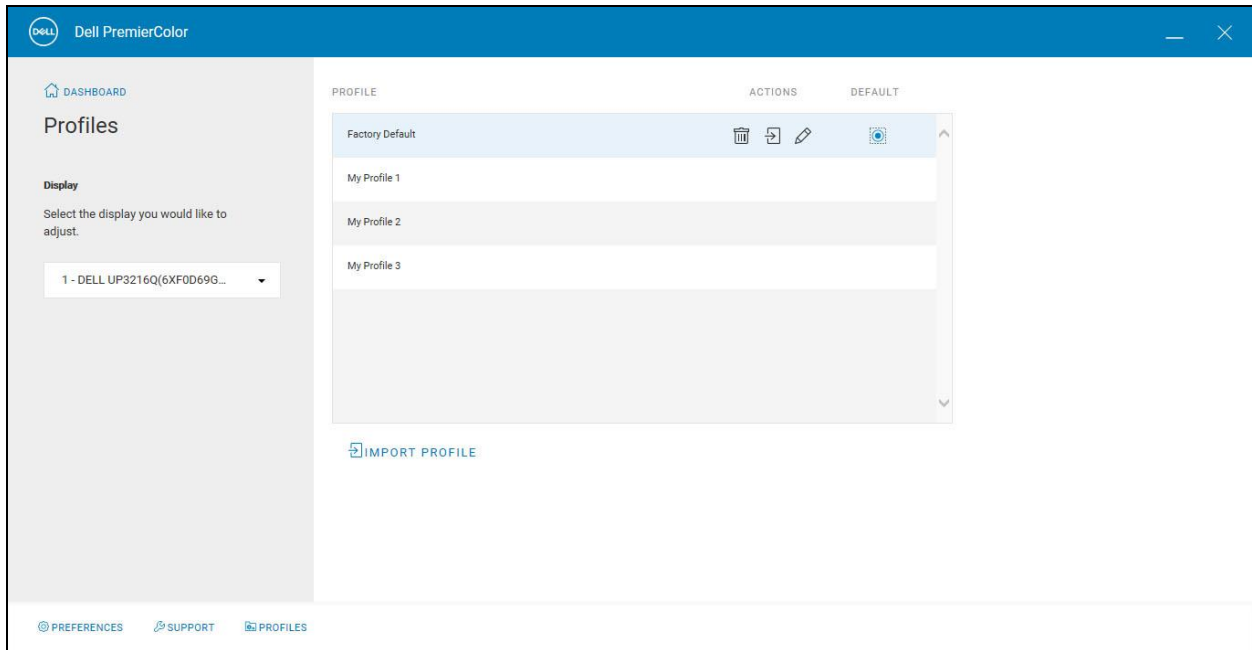 DELL
Dell PremierColor
DASHBOARD
Profiles
Display
Select the display you would like to
adjust.
1 - DELL UP3216Q(6XF0D69G...
PROFILE ACTIONS DEFAULT
Factory Default
My Profile 1
My Profile 2
My Profile 3
IMPORT PROFILE
PREFERENCES SUPPORT PROFILES